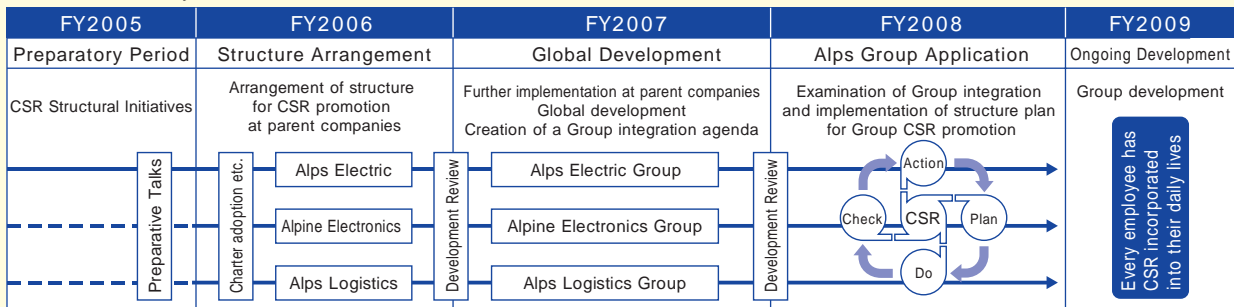 FY2005
FY2006
FY2007
FY2008
FY2009
Preparatory Period
Structure Arrangement
Global Development
Alps Group Application
Ongoing Development
CSR Structural Initiatives
Arrangement of structure
for CSR promotion
at parent companies
Further implementation at parent companies
Global development
Creation of a Group integration agenda
Examination of Group integration
and implementation of structure plan
for Group CSR promotion
Group development
Preparative Talks
Charter adoption etc.
Alps Electric
Alpine Electronics
Alps Logistics
Development Review
Alps Electric Group
Alpine Electronics Group
Alps Logistics Group
Development Review
Action
Check
CSR
Plan
Do
Every employee has
CSR incorporated
into their daily lives